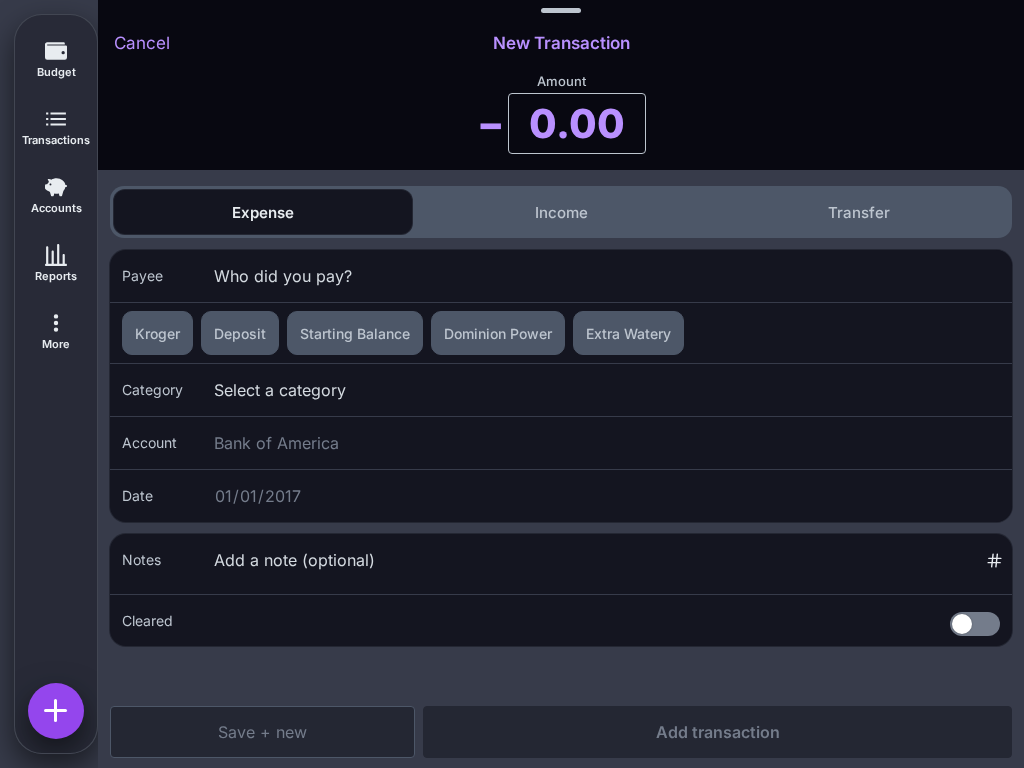 Budget
Transactions
Accounts
Reports
More
Cancel
New Transaction
Amount
–
0.00
Expense
Income
Transfer
Payee
Who did you pay?
Kroger
Deposit
Starting Balance
Dominion Power
Extra Watery
Category
Select a category
Account
Bank of America
Date
01/01/2017
Notes
Add a note (optional)
#
Cleared
Save + new
Add transaction